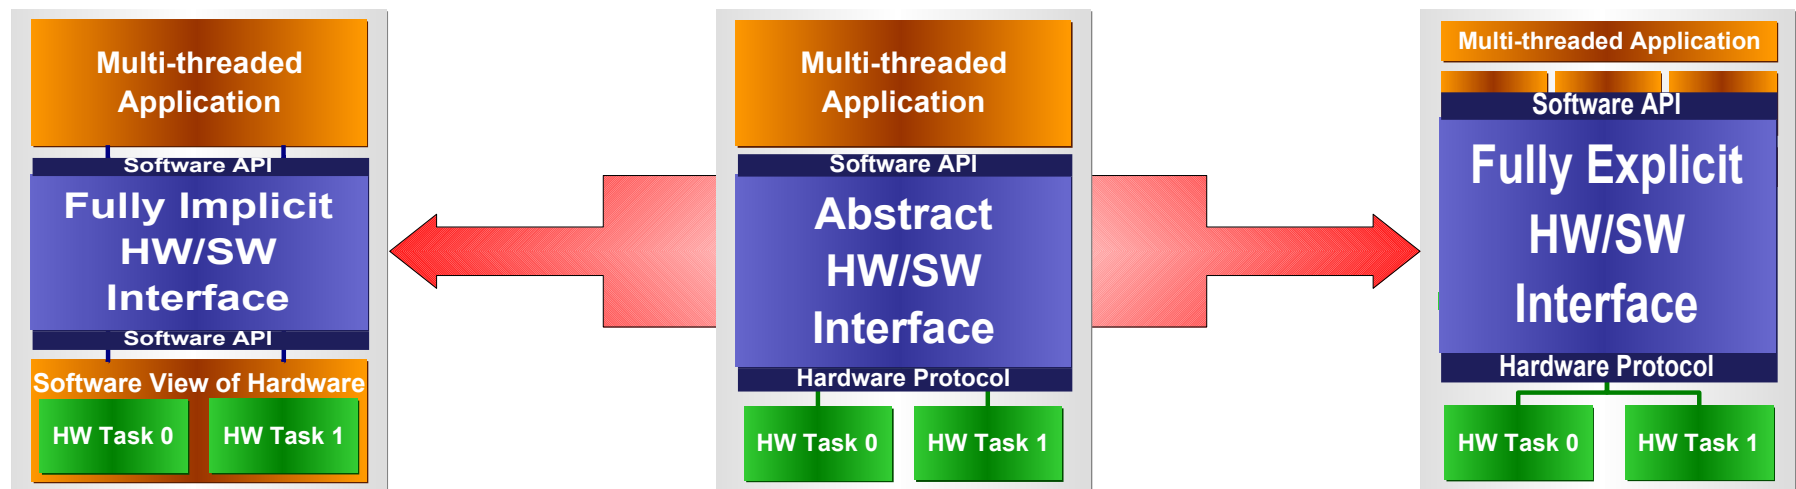 Multi-threaded
Application
Software API
Fully Implicit
HW/SW
Interface
Software API
Software View of Hardware
HW Task 0
HW Task 1
Multi-threaded
Application
Software API
Abstract
HW/SW
Interface
Hardware Protocol
HW Task 0
HW Task 1
Multi-threaded Application
Software API
Fully Explicit
HW/SW
Interface
Hardware Protocol
HW Task 0
HW Task 1